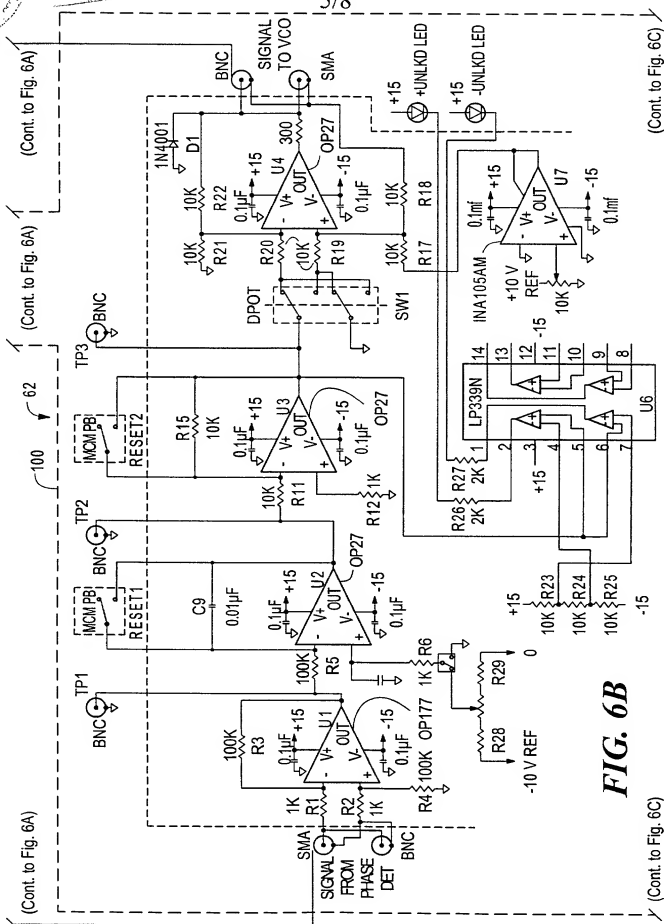 5/8
(Cont. to Fig. 6A)
(Cont. to Fig. 6A)
(Cont. to Fig. 6A)
100
62
TP1
BNC
TP2
BNC
TP3
BNC
MCM PB
RESET1
MCM PB
RESET2
C9
0.01µF
R15
10K
1N4001
D1
BNC
SIGNAL
TO VCO
SMA
100K
R3
0.1µF
+15
U1
V+
OUT
V-
-
+
-15
0.1µF
OP177
1K
R1
R2
1K
R4
100K
SMA
SIGNAL
FROM
PHASE
DET
BNC
100K
R5
0.1µF
+15
U2
V+
OUT
V-
-
+
-15
0.1µF
OP27
1K
R6
R28
R29
-10 V REF
0
10K
R11
R12
1K
0.1µF
+15
U3
V+
OUT
V-
-
+
-15
0.1µF
OP27
DPOT
SW1
10K
R21
10K
R22
R20
10K
R19
0.1µF
+15
U4
V+
OUT
V-
-
+
-15
0.1µF
300
OP27
10K
R17
10K
R18
+15
+UNLKD LED
+15
-UNLKD LED
INA105AM
0.1mf
+15
V+
OUT
V-
-
+
U7
-15
0.1mf
+10 V
REF
10K
LP339N
U6
1
2
3
4
5
6
7
14
13
12
11
10
9
8
+15
-15
R26
2K
R27
2K
+15
10K
R23
10K
R24
10K
R25
-15
FIG. 6B
(Cont. to Fig. 6C)
(Cont. to Fig. 6C)